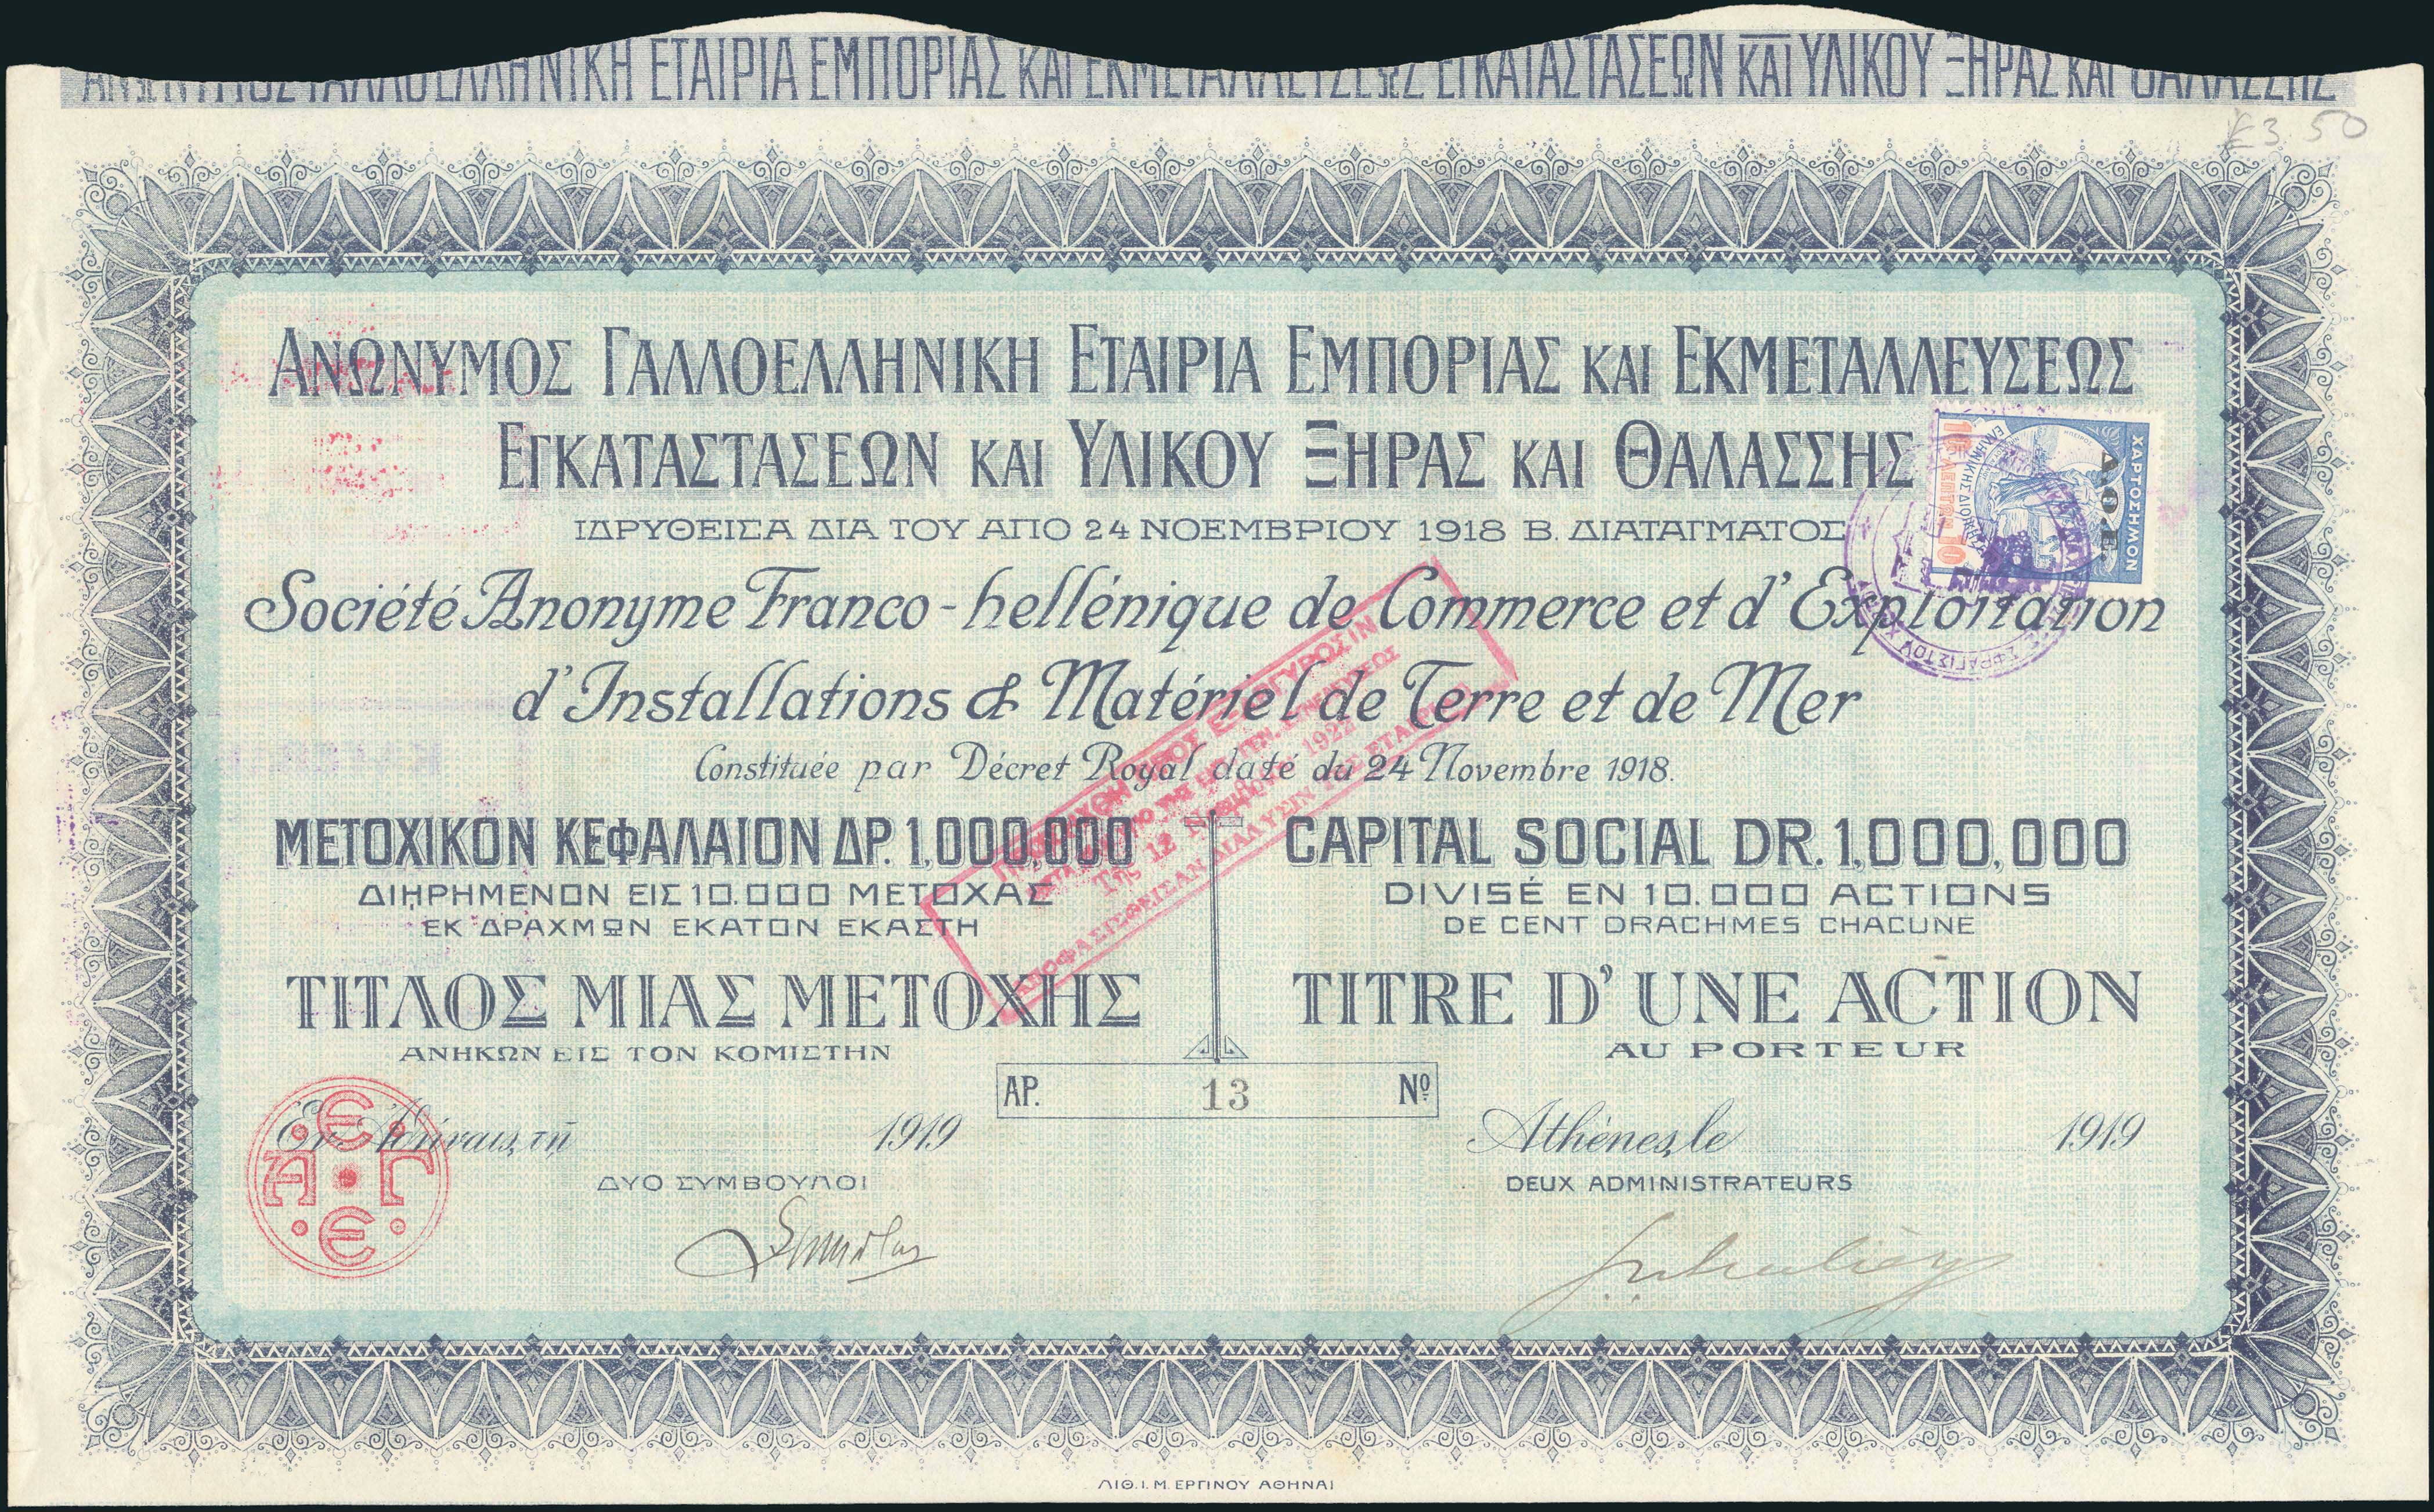 ΑΝΩΝΥΜΟΣ ΓΑΛΛΟΕΛΛΗΝΙΚΗ ΕΤΑΙΡΙΑ ΕΜΠΟΡΙΑΣ ΚΑΙ ΕΚΜΕΤΑΛΛΕΥΣΕΩΣ ΕΓΚΑΤΑΣΤΑΣΕΩΝ ΚΑΙ ΥΛΙΚΟΥ ΞΗΡΑΣ ΚΑΙ ΘΑΛΑΣΣΗΣ
£3.50
ΑΝΩΝΥΜΟΣ ΓΑΛΛΟΕΛΛΗΝΙΚΗ ΕΤΑΙΡΙΑ ΕΜΠΟΡΙΑΣ ΚΑΙ ΕΚΜΕΤΑΛΛΕΥΣΕΩΣ
ΕΓΚΑΤΑΣΤΑΣΕΩΝ ΚΑΙ ΥΛΙΚΟΥ ΞΗΡΑΣ ΚΑΙ ΘΑΛΑΣΣΗΣ
ΧΑΡΤΟΣΗΜΟΝ
ΛΕΠΤΩΝ 10
ΙΔΡΥΘΕΙΣΑ ΔΙΑ ΤΟΥ ΑΠΟ 24 ΝΟΕΜΒΡΙΟΥ 1918 Β. ΔΙΑΤΑΓΜΑΤΟΣ
Société Anonyme Franco-hellénique de Commerce et d'Exploitation
d'Installations & Matériel de Terre et de Mer
Constituée par Décret Royal daté du 24 Novembre 1918.
ΜΕΤΟΧΙΚΟΝ ΚΕΦΑΛΑΙΟΝ ΔΡ. 1,000,000
ΔΙΗΡΗΜΕΝΟΝ ΕΙΣ 10.000 ΜΕΤΟΧΑΣ
ΕΚ ΔΡΑΧΜΩΝ ΕΚΑΤΟΝ ΕΚΑΣΤΗ
ΤΙΤΛΟΣ ΜΙΑΣ ΜΕΤΟΧΗΣ
ΑΝΗΚΩΝ ΕΙΣ ΤΟΝ ΚΟΜΙΣΤΗΝ
CAPITAL SOCIAL DR. 1,000,000
DIVISÉ EN 10.000 ACTIONS
DE CENT DRACHMES CHACUNE
TITRE D'UNE ACTION
AU PORTEUR
ΑΡ. 13 Nº
Ἐν Ἀθήναις, τῇ 1919
ΔΥΟ ΣΥΜΒΟΥΛΟΙ
Athènes, le 1919
DEUX ADMINISTRATEURS
Ε
Α Γ
Ε
ΛΙΘ. Ι. Μ. ΕΡΓΙΝΟΥ ΑΘΗΝΑΙ